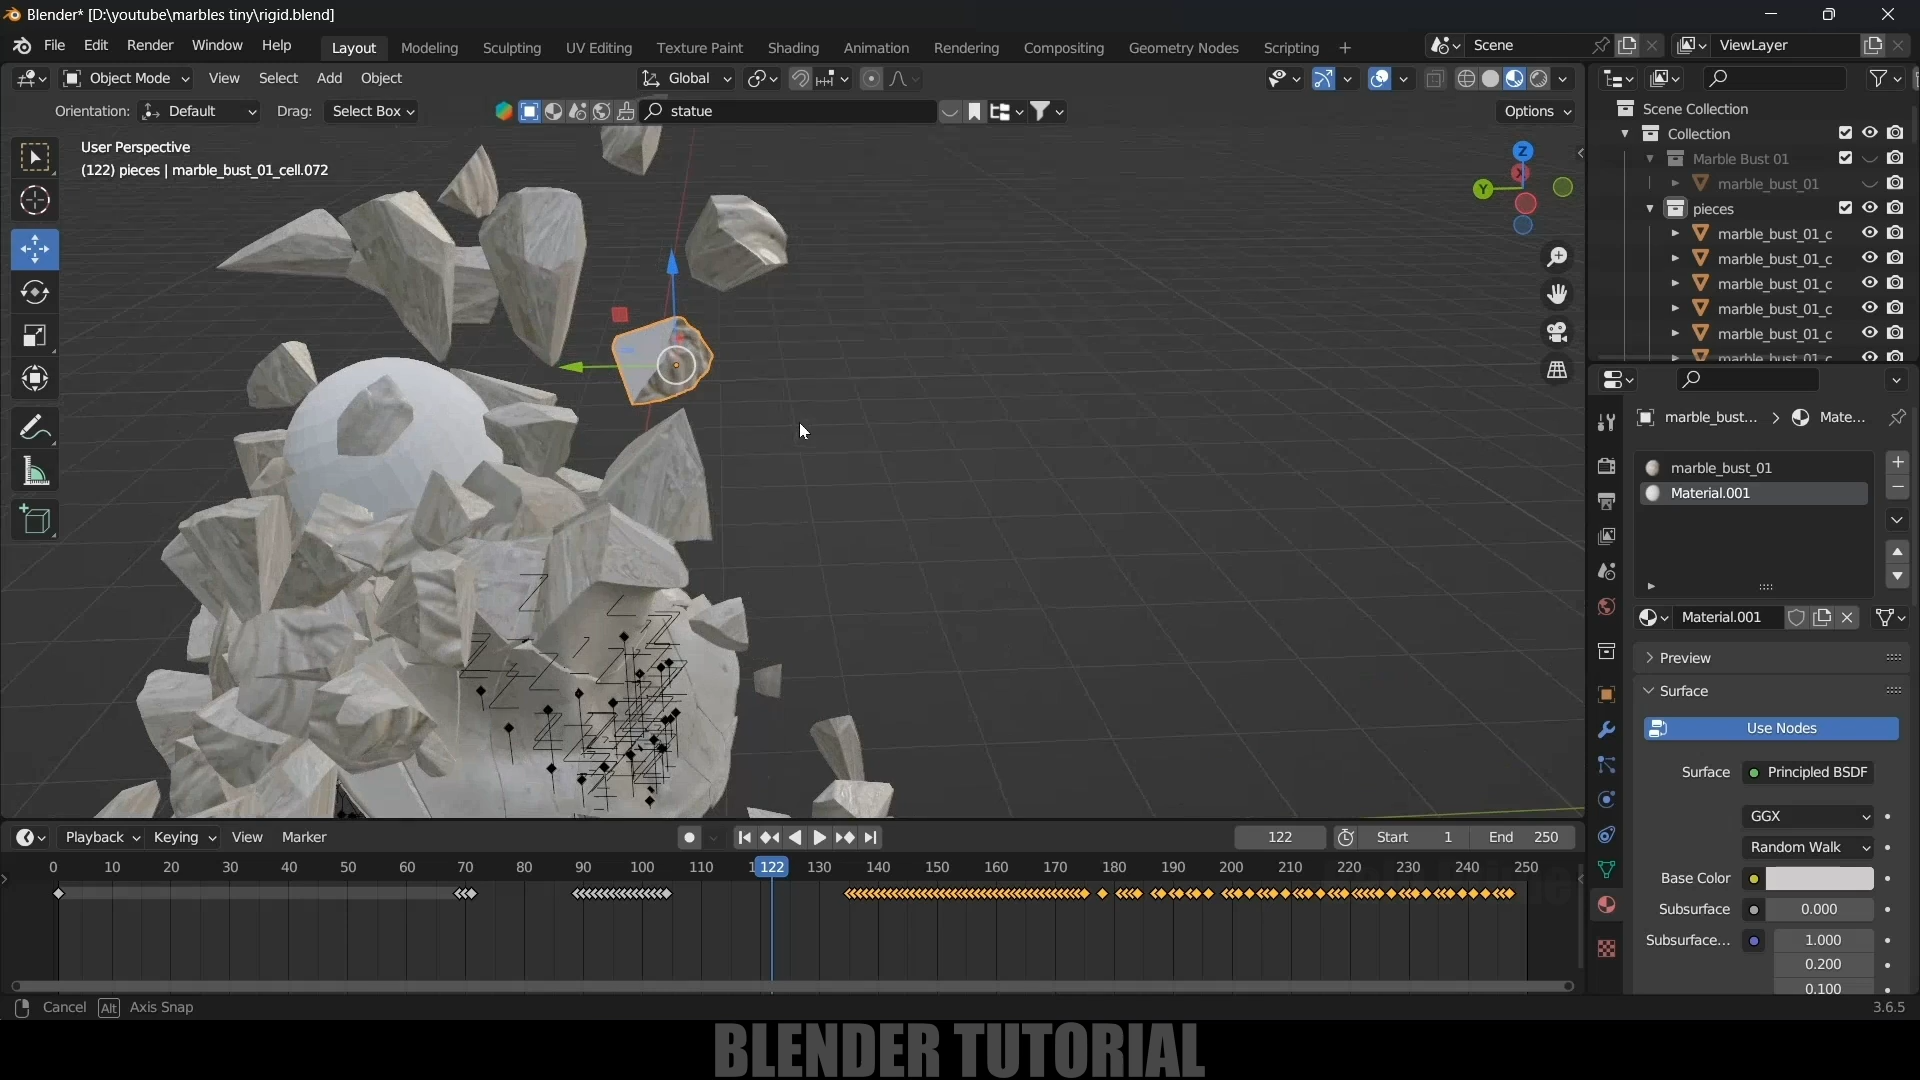 Blender* [D:\youtube\marbles tiny\rigid.blend]
File Edit Render Window Help Layout Modeling Sculpting UV Editing Texture Paint Shading Animation Rendering Compositing Geometry Nodes Scripting + Scene ViewLayer
Object Mode View Select Add Object Global
Orientation: Default Drag: Select Box statue Options
User Perspective
(122) pieces | marble_bust_01_cell.072
Z
Y
X
Scene Collection
Collection
Marble Bust 01
marble_bust_01
pieces
marble_bust_01_c
marble_bust_01_c
marble_bust_01_c
marble_bust_01_c
marble_bust_01_c
marble_bust_01_c
marble_bust... > Mate...
marble_bust_01
Material.001
Material.001
Preview
Surface
Use Nodes
Surface Principled BSDF
GGX
Random Walk
Base Color
Subsurface 0.000
Subsurface... 1.000
0.200
0.100
Playback Keying View Marker 122 Start 1 End 250
0 10 20 30 40 50 60 70 80 90 100 110 122 130 140 150 160 170 180 190 200 210 220 230 240 250
Cancel Alt Axis Snap 3.6.5
BLENDER TUTORIAL